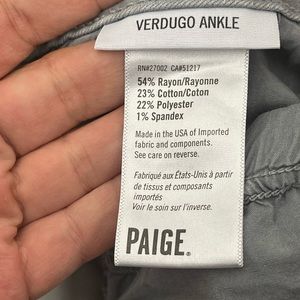 VERDUGO ANKLE
RN#27002 CA#51217
54% Rayon/Rayonne
23% Cotton/Coton
22% Polyester
1% Spandex
Made in the USA of Imported
fabric and components.
See care on reverse.
Fabriqué aux États-Unis à partir
de tissus et composants
importés
Voir le soin sur l'inverse.
PAIGE®